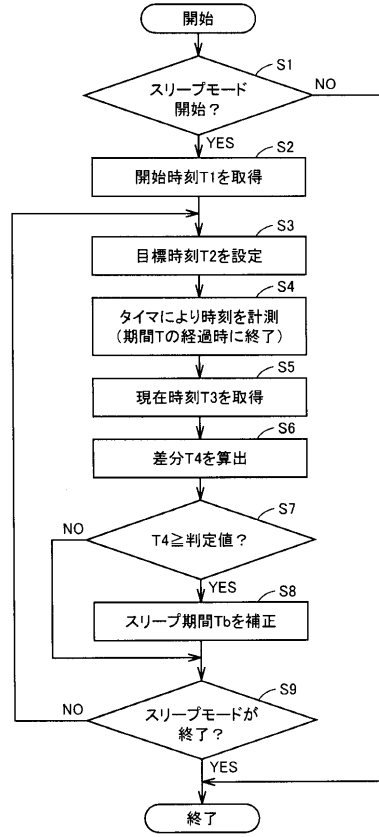 開始
S1
スリープモード
開始？
NO
YES
S2
開始時刻T1を取得
S3
目標時刻T2を設定
S4
タイマにより時刻を計測
(期間Tの経過時に終了)
S5
現在時刻T3を取得
S6
差分T4を算出
S7
NO
T4≧判定値？
YES
S8
スリープ期間Tbを補正
S9
NO
スリープモードが
終了？
YES
終了